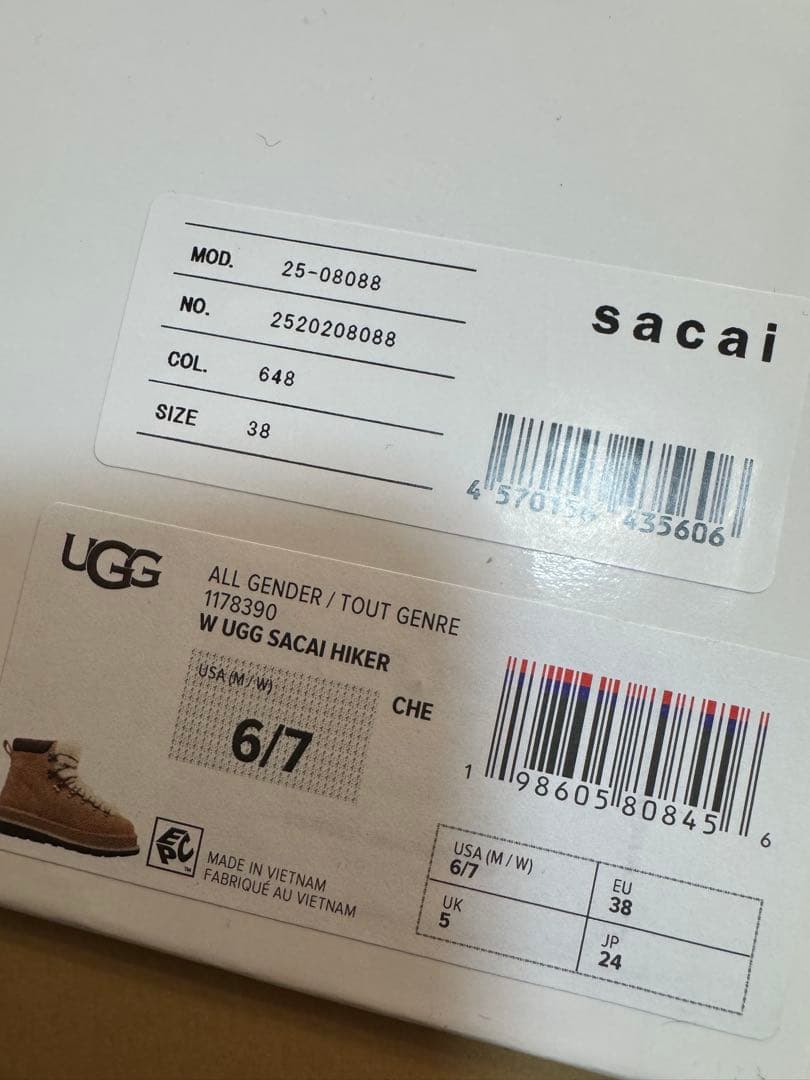 MOD. 25-08088
NO. 2520208088
COL. 648
SIZE 38
sacai
435606
UGG
ALL GENDER / TOUT GENRE
1178390
W UGG SACAI HIKER
USA (M / W)
6/7
CHE
1 98605 80845 6
EC
PC
MADE IN VIETNAM
FABRIQUÉ AU VIETNAM
USA (M / W)
6/7
EU
38
UK
5
JP
24